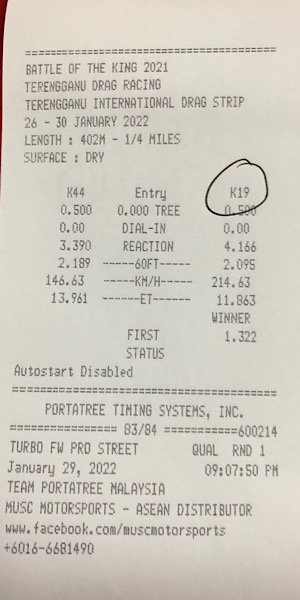 =====================================
BATTLE OF THE KING 2021
TERENGGANU DRAG RACING
TERENGGANU INTERNATIONAL DRAG STRIP
26 - 30 JANUARY 2022
LENGTH : 402M - 1/4 MILES
SURFACE : DRY
K44 Entry K19
0.500 0.000 TREE 0.500
0.00 DIAL-IN 0.00
3.390 REACTION 4.166
2.189 -----60FT----- 2.095
146.63 -----KM/H----- 214.63
13.961 ------ET------ 11.863
WINNER
FIRST 1.322
STATUS
Autostart Disabled
=====================================
PORTATREE TIMING SYSTEMS, INC.
================ 83/84 ===========600214
TURBO FW PRO STREET QUAL RND 1
January 29, 2022 09:07:50 PM
TEAM PORTATREE MALAYSIA
MUSC MOTORSPORTS - ASEAN DISTRIBUTOR
www.facebook.com/muscmotorsports
+6016-6681490